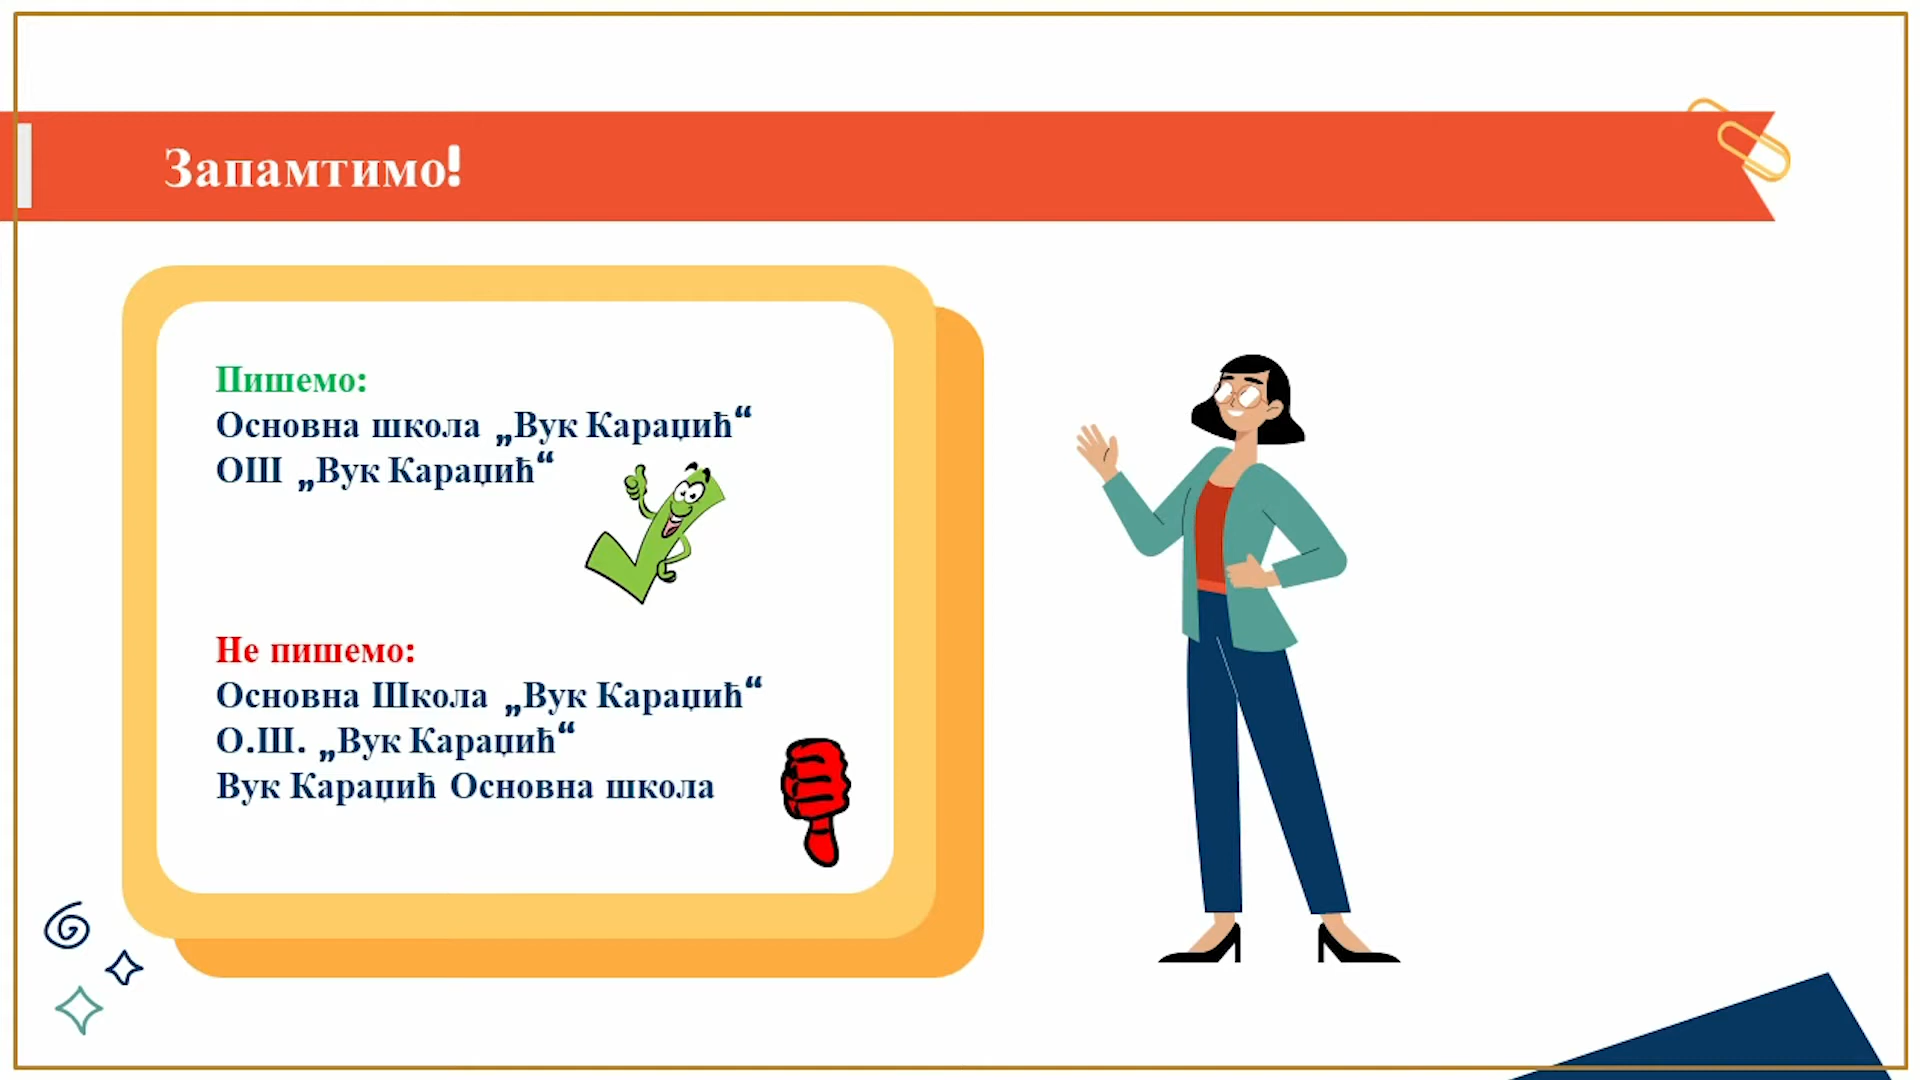 Запамтимо!
Пишемо:
Основна школа „Вук Караџић“
ОШ „Вук Караџић“
Не пишемо:
Основна Школа „Вук Караџић“
О.Ш. „Вук Караџић“
Вук Караџић Основна школа